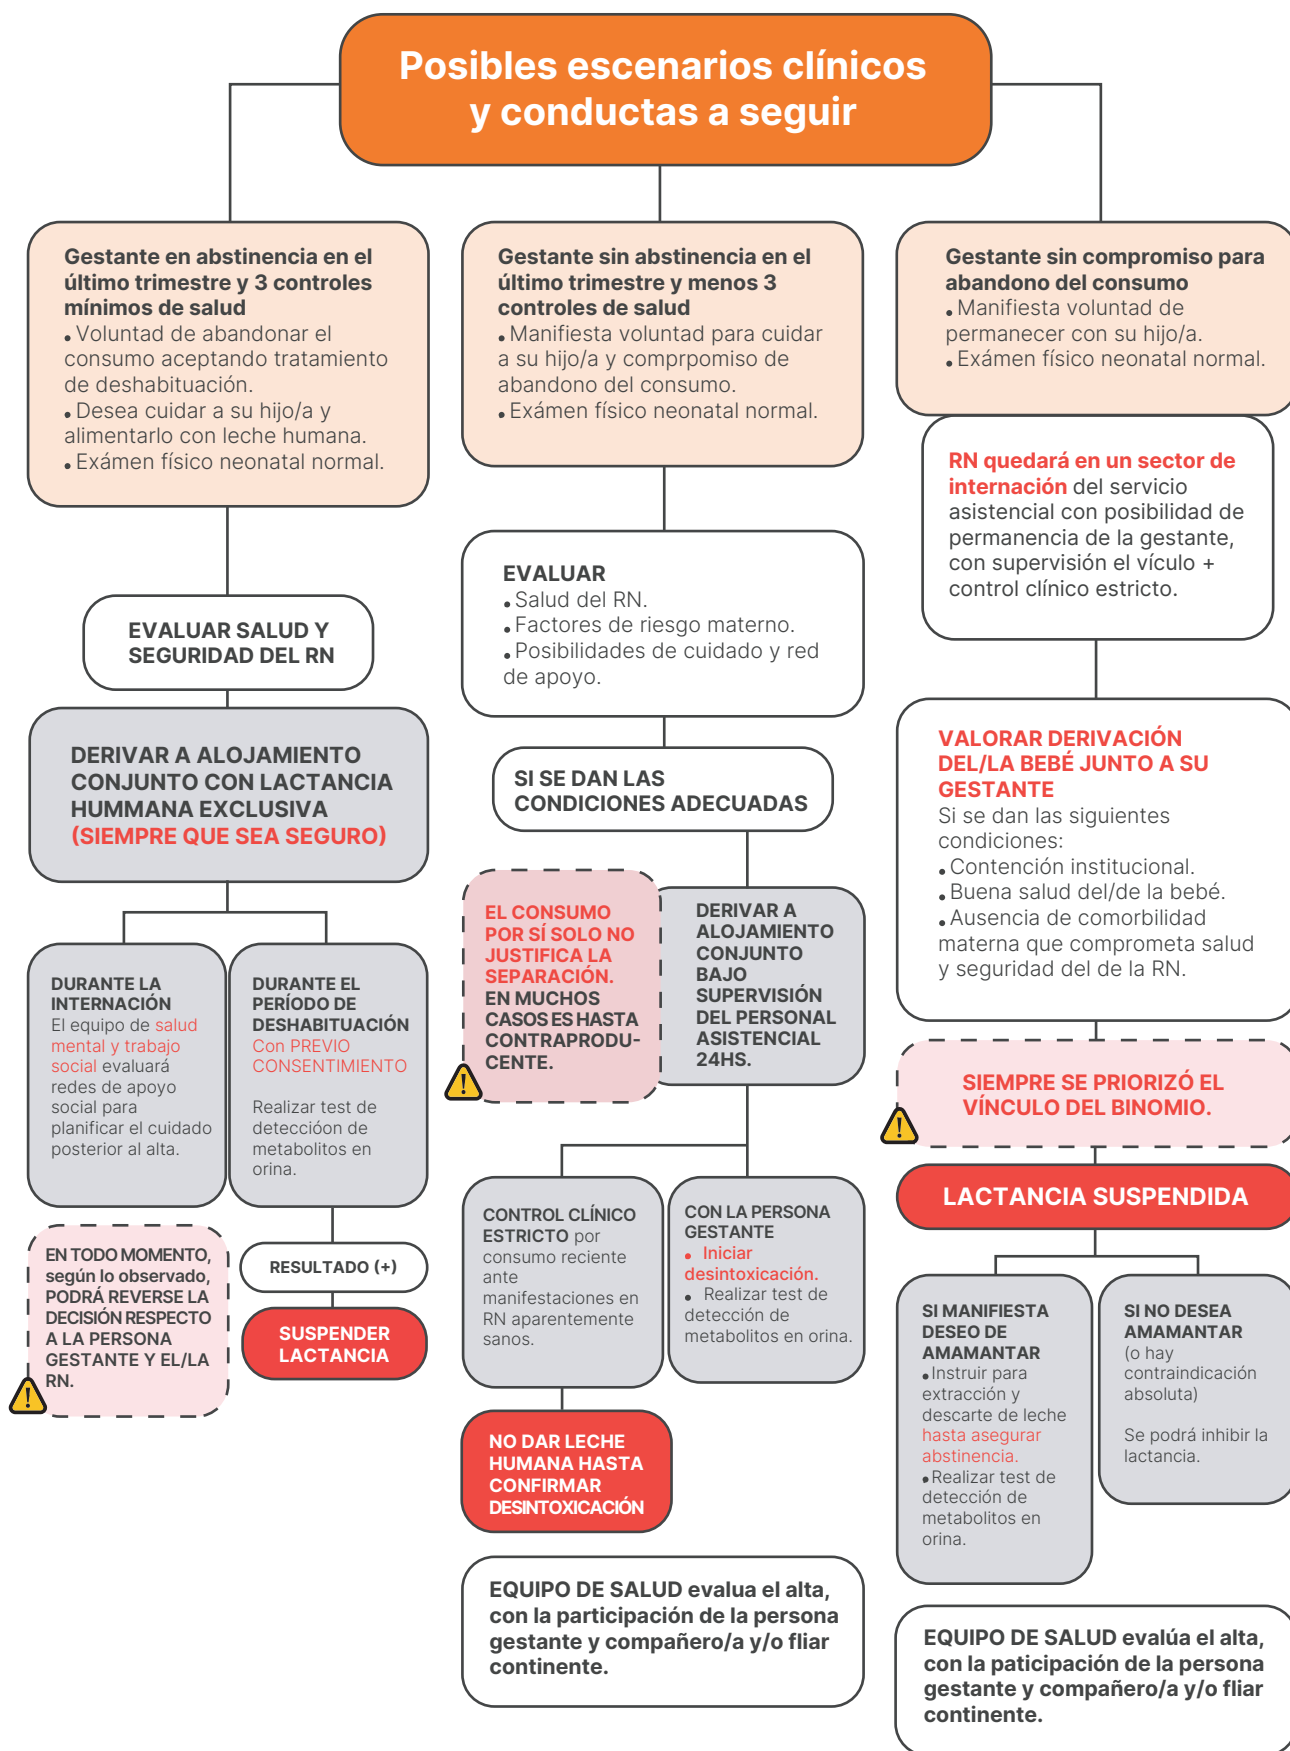 Posibles escenarios clínicos
y conductas a seguir
Gestante en abstinencia en el
último trimestre y 3 controles
mínimos de salud
• Voluntad de abandonar el
consumo aceptando tratamiento
de deshabituación.
• Desea cuidar a su hijo/a y
alimentarlo con leche humana.
• Exámen físico neonatal normal.
EVALUAR SALUD Y
SEGURIDAD DEL RN
DERIVAR A ALOJAMIENTO
CONJUNTO CON LACTANCIA
HUMMANA EXCLUSIVA
(SIEMPRE QUE SEA SEGURO)
DURANTE LA
INTERNACIÓN
El equipo de salud
mental y trabajo
social evaluará
redes de apoyo
social para
planificar el cuidado
posterior al alta.
DURANTE EL
PERÍODO DE
DESHABITUACIÓN
Con PREVIO
CONSENTIMIENTO
Realizar test de
deteccióon de
metabolitos en
orina.
EN TODO MOMENTO,
según lo observado,
PODRÁ REVERSE LA
DECISIÓN RESPECTO
A LA PERSONA
GESTANTE Y EL/LA
RN.
RESULTADO (+)
SUSPENDER
LACTANCIA
Gestante sin abstinencia en el
último trimestre y menos 3
controles de salud
• Manifiesta voluntad para cuidar
a su hijo/a y comprpomiso de
abandono del consumo.
• Exámen físico neonatal normal.
EVALUAR
• Salud del RN.
• Factores de riesgo materno.
• Posibilidades de cuidado y red
de apoyo.
SI SE DAN LAS
CONDICIONES ADECUADAS
EL CONSUMO
POR SÍ SOLO NO
JUSTIFICA LA
SEPARACIÓN.
EN MUCHOS
CASOS ES HASTA
CONTRAPRODU-
CENTE.
DERIVAR A
ALOJAMIENTO
CONJUNTO
BAJO
SUPERVISIÓN
DEL PERSONAL
ASISTENCIAL
24HS.
CONTROL CLÍNICO
ESTRICTO por
consumo reciente
ante
manifestaciones en
RN aparentemente
sanos.
CON LA PERSONA
GESTANTE
• Iniciar
desintoxicación.
• Realizar test de
detección de
metabolitos en orina.
NO DAR LECHE
HUMANA HASTA
CONFIRMAR
DESINTOXICACIÓN
EQUIPO DE SALUD evalua el alta,
con la participación de la persona
gestante y compañero/a y/o fliar
continente.
Gestante sin compromiso para
abandono del consumo
• Manifiesta voluntad de
permanecer con su hijo/a.
• Exámen físico neonatal normal.
RN quedará en un sector de
internación del servicio
asistencial con posibilidad de
permanencia de la gestante,
con supervisión el vículo +
control clínico estricto.
VALORAR DERIVACIÓN
DEL/LA BEBÉ JUNTO A SU
GESTANTE
Si se dan las siguientes
condiciones:
• Contención institucional.
• Buena salud del/de la bebé.
• Ausencia de comorbilidad
materna que comprometa salud
y seguridad del de la RN.
SIEMPRE SE PRIORIZÓ EL
VÍNCULO DEL BINOMIO.
LACTANCIA SUSPENDIDA
SI MANIFIESTA
DESEO DE
AMAMANTAR
• Instruir para
extracción y
descarte de leche
hasta asegurar
abstinencia.
• Realizar test de
detección de
metabolitos en
orina.
SI NO DESEA
AMAMANTAR
(o hay
contraindicación
absoluta)
Se podrá inhibir la
lactancia.
EQUIPO DE SALUD evalúa el alta,
con la paticipación de la persona
gestante y compañero/a y/o fliar
continente.